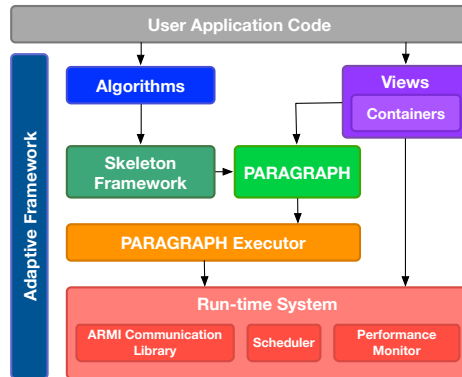 User Application Code
Adaptive Framework
Algorithms
Views
Containers
Skeleton
Framework
PARAGRAPH
PARAGRAPH Executor
Run-time System
ARMI Communication
Library
Scheduler
Performance
Monitor